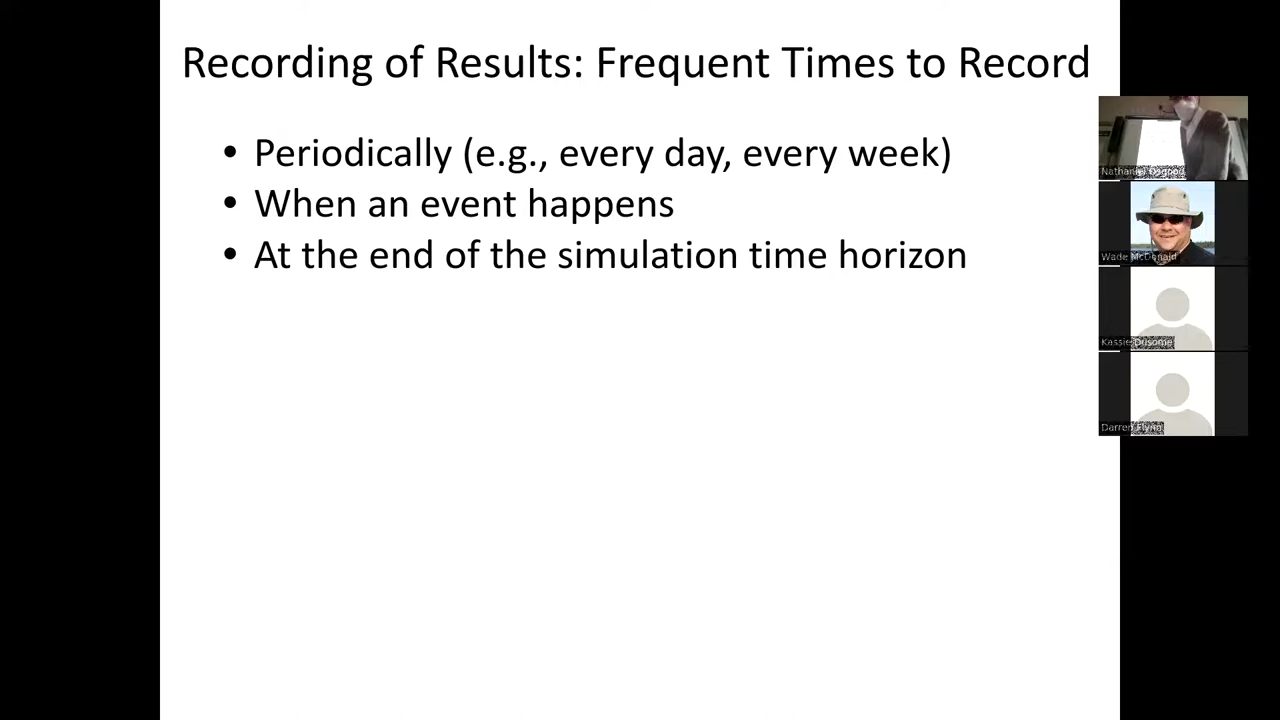 Recording of Results: Frequent Times to Record
• Periodically (e.g., every day, every week)
• When an event happens
• At the end of the simulation time horizon
Nathaniel Osgood
Wade McDonald
Kassie Dusome
Darren Flynn